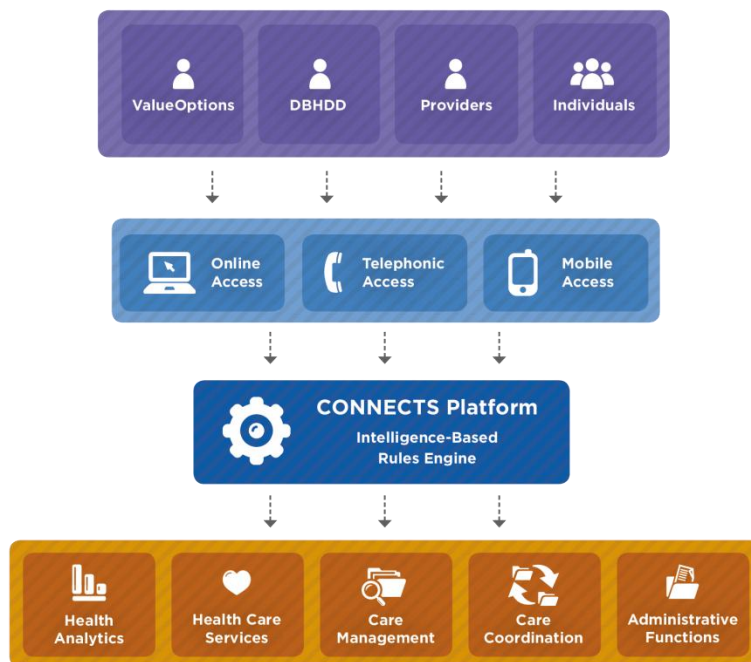 ValueOptions
DBHDD
Providers
Individuals
Online
Access
Telephonic
Access
Mobile
Access
CONNECTS Platform
Intelligence-Based
Rules Engine
Health
Analytics
Health Care
Services
Care
Management
Care
Coordination
Administrative
Functions